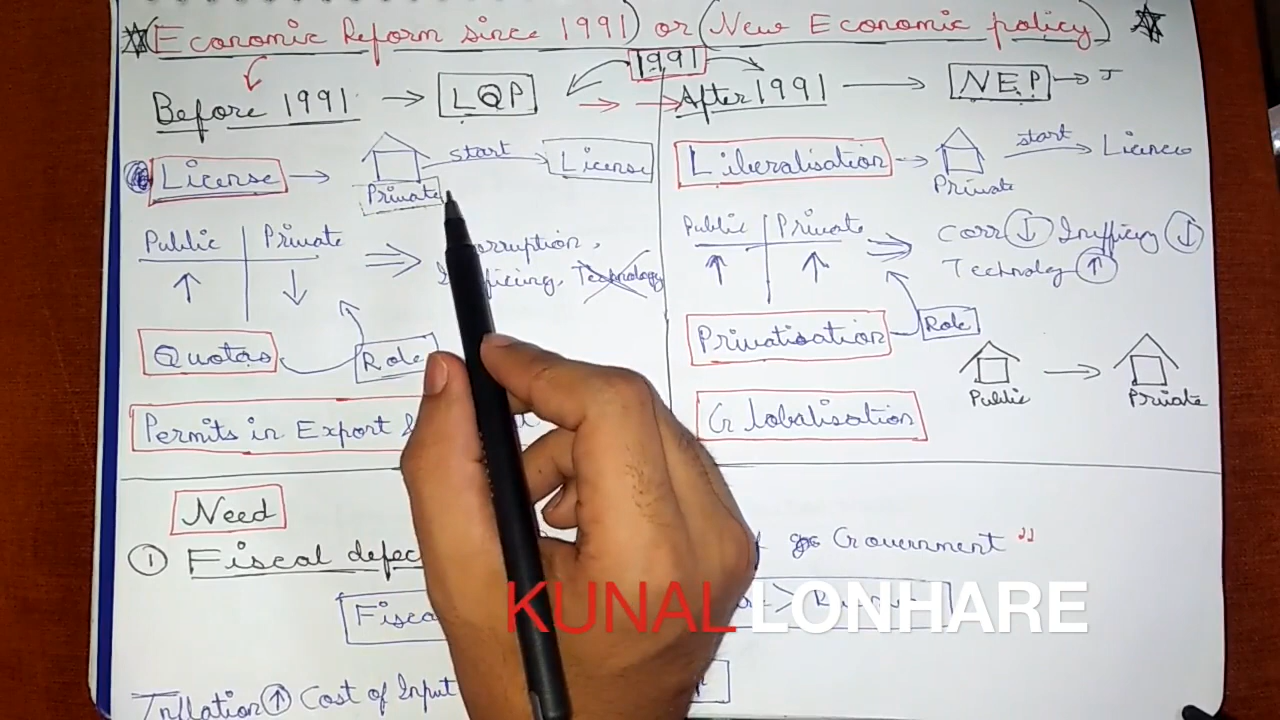 (Economic Reform since 1991) or (New Economic policy)
1991
Before 1991 → LQP
After 1991 → NEP →
License → Private start License
Public Private
↑ ↓ ⇒ Corruption,
Technology
Quotas Role
Permits in Export &
Liberalisation → Private start → Licence
Public Private
↑ ↑ ⇒ Corr ↓ Inefficing ↓
Technolog ↑
Privatisation Role
Public → Private
Globalisation
Need
① Fiscal defec Government "
Fisca >
KUNAL LONHARE
Inflation ↑ Cost of Input